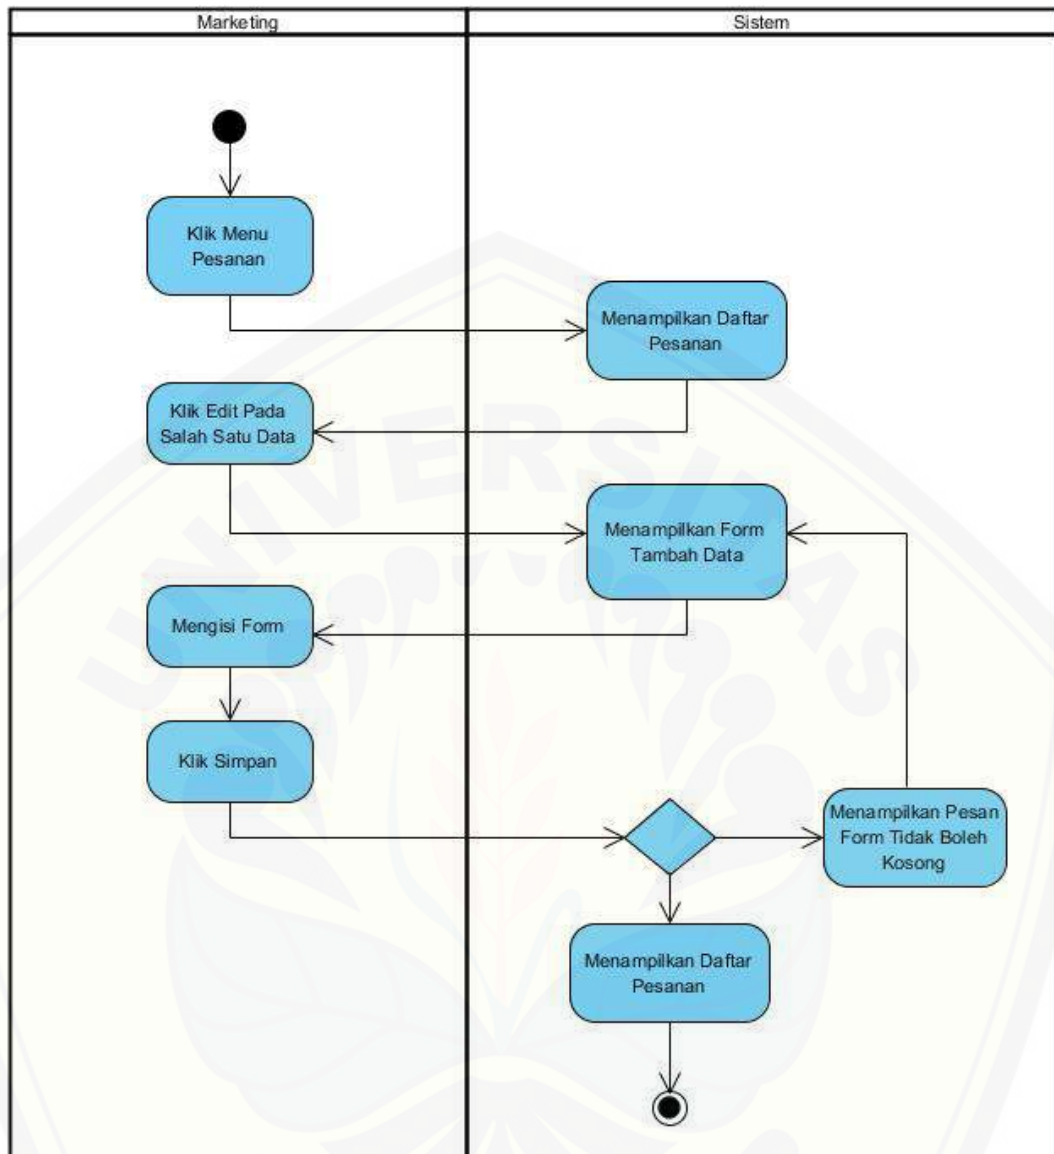 Marketing
Sistem
Klik Menu
Pesanan
Menampilkan Daftar
Pesanan
Klik Edit Pada
Salah Satu Data
Menampilkan Form
Tambah Data
Mengisi Form
Klik Simpan
Menampilkan Pesan
Form Tidak Boleh
Kosong
Menampilkan Daftar
Pesanan
UNIVERSITAS